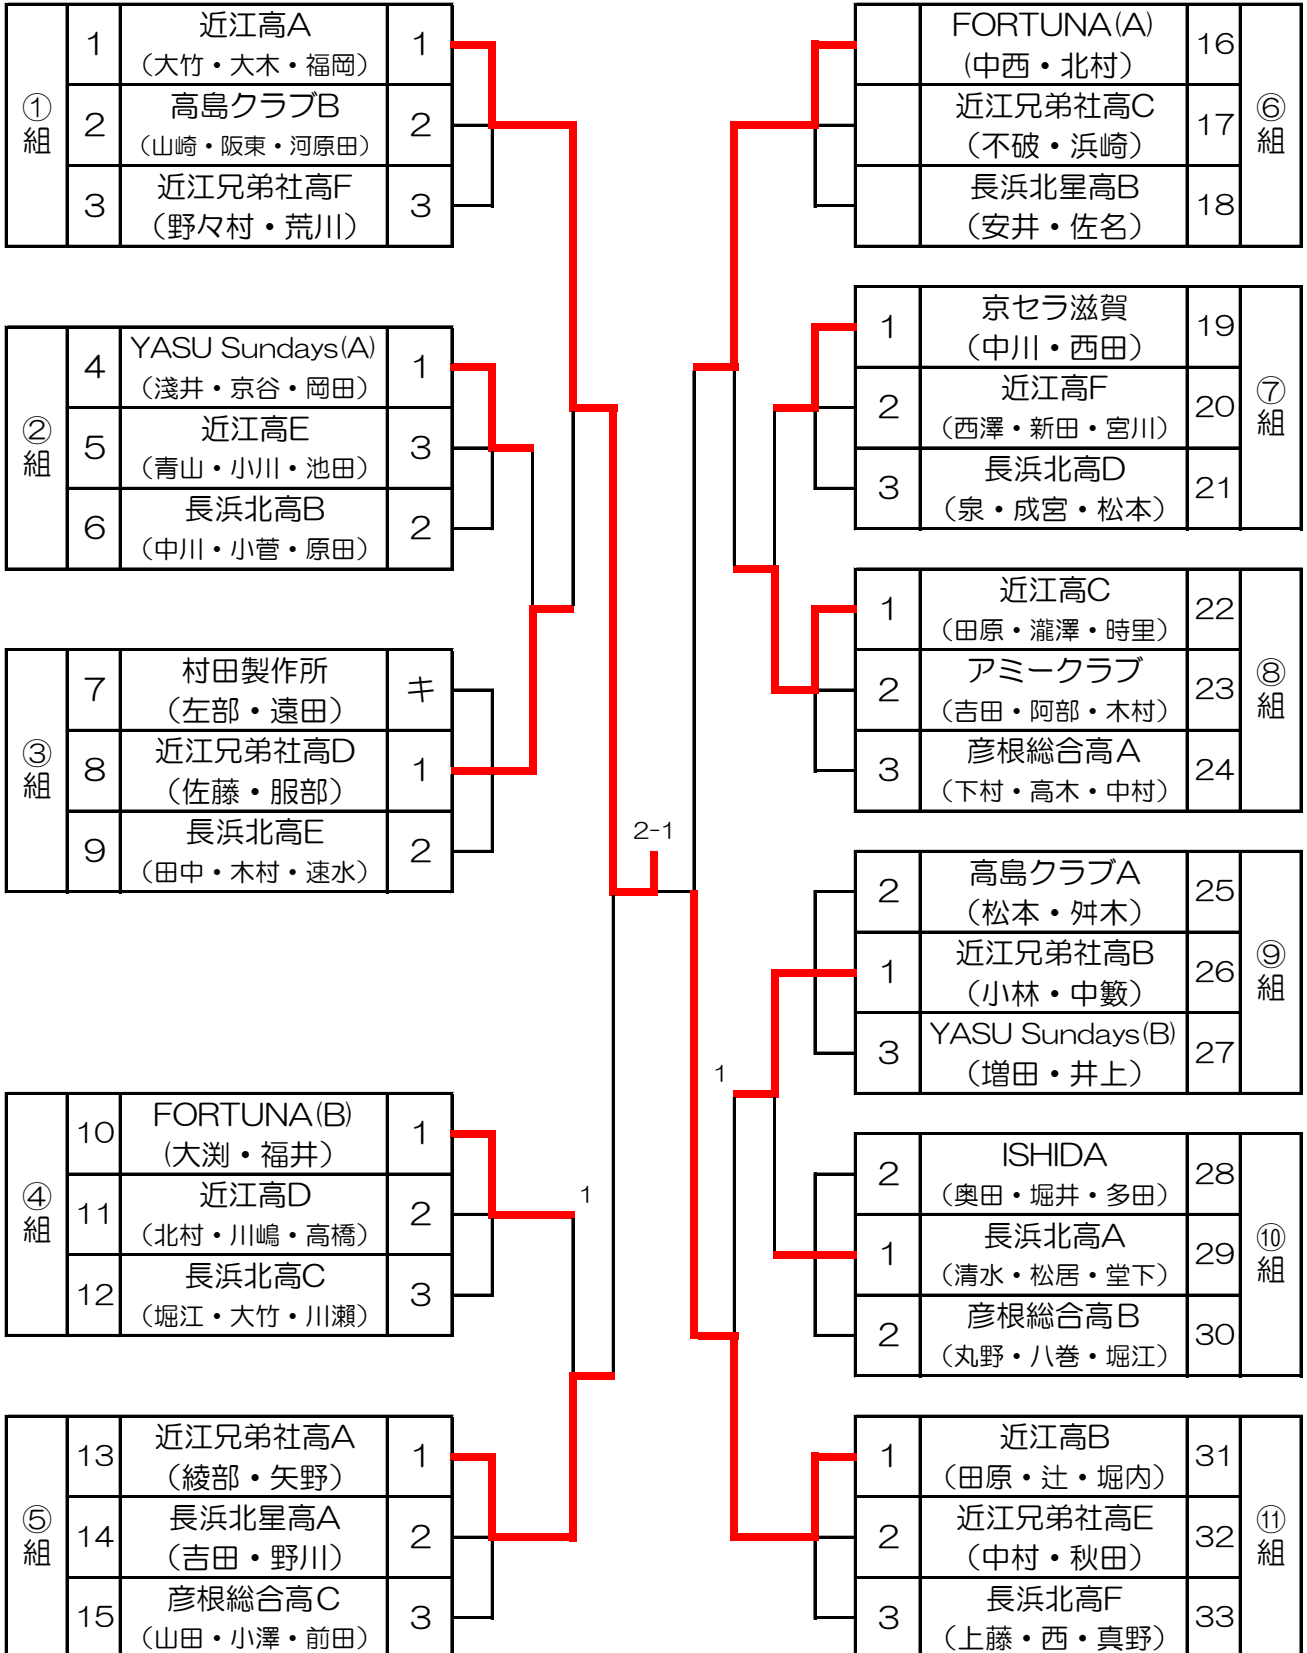 ①組
1 近江高A 1
（大竹・大木・福岡）
2 高島クラブB 2
（山崎・阪東・河原田）
3 近江兄弟社高F 3
（野々村・荒川）
②組
4 YASU Sundays(A) 1
（淺井・京谷・岡田）
5 近江高E 3
（青山・小川・池田）
6 長浜北高B 2
（中川・小菅・原田）
③組
7 村田製作所 キ
（左部・遠田）
8 近江兄弟社高D 1
（佐藤・服部）
9 長浜北高E 2
（田中・木村・速水）
④組
10 FORTUNA(B) 1
（大渕・福井）
11 近江高D 2
（北村・川嶋・高橋）
12 長浜北高C 3
（堀江・大竹・川瀬）
⑤組
13 近江兄弟社高A 1
（綾部・矢野）
14 長浜北星高A 2
（吉田・野川）
15 彦根総合高C 3
（山田・小澤・前田）
1
2-1
1
FORTUNA(A) 16
（中西・北村）
近江兄弟社高C 17
（不破・浜崎）
長浜北星高B 18
（安井・佐名）
⑥組
1 京セラ滋賀 19
（中川・西田）
2 近江高F 20
（西澤・新田・宮川）
3 長浜北高D 21
（泉・成宮・松本）
⑦組
1 近江高C 22
（田原・瀧澤・時里）
2 アミークラブ 23
（吉田・阿部・木村）
3 彦根総合高A 24
（下村・高木・中村）
⑧組
2 高島クラブA 25
（松本・舛木）
1 近江兄弟社高B 26
（小林・中籔）
3 YASU Sundays(B) 27
（増田・井上）
⑨組
2 ISHIDA 28
（奥田・堀井・多田）
1 長浜北高A 29
（清水・松居・堂下）
2 彦根総合高B 30
（丸野・八巻・堀江）
⑩組
1 近江高B 31
（田原・辻・堀内）
2 近江兄弟社高E 32
（中村・秋田）
3 長浜北高F 33
（上藤・西・真野）
⑪組